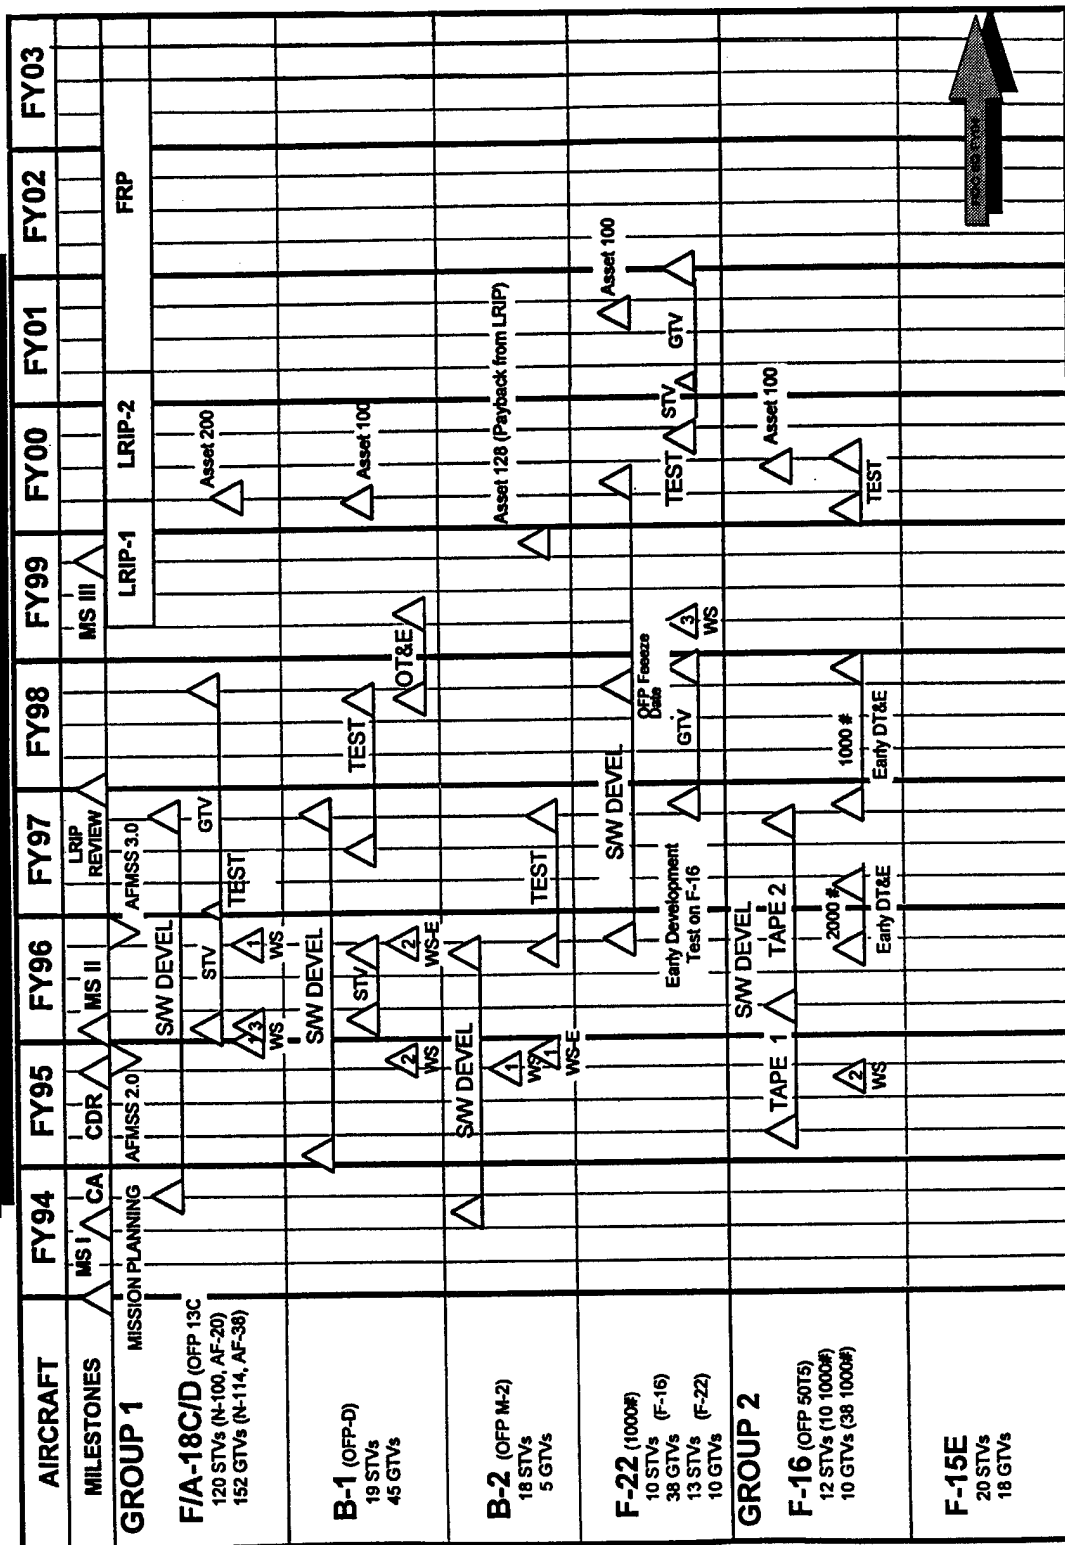 AIRCRAFT
FY94
FY95
FY96
FY97
FY98
FY99
FY00
FY01
FY02
FY03
MILESTONES
MS I
CA
CDR
MS II
LRIP
REVIEW
MS III
GROUP 1
MISSION PLANNING
AFMSS 2.0
AFMSS 3.0
LRIP-1
LRIP-2
FRP
F/A-18C/D (OFP 13C
120 STVs (N-100, AF-20)
152 GTVs (N-114, AF-38)
S/W DEVEL
STV
GTV
TEST
1
3
WS
1
WS
Asset 200
B-1 (OFP-D)
19 STVs
45 GTVs
S/W DEVEL
STV
TEST
2
WS
2
WS-E
OT&E
Asset 100
B-2 (OFP M-2)
18 STVs
5 GTVs
S/W DEVEL
1
WS
1
WS-E
TEST
Asset 128 (Payback from LRIP)
F-22 (1000#)
10 STVs (F-16)
38 GTVs
13 STVs (F-22)
10 GTVs
S/W DEVEL
OFP Feeeze
Date
Early Development
Test on F-16
GTV
3
WS
TEST
STV
GTV
Asset 100
GROUP 2
F-16 (OFP 50T5)
12 STVs (10 1000#)
10 GTVs (38 1000#)
S/W DEVEL
TAPE 1
TAPE 2
2
WS
2000 #
Early DT&E
1000 #
Early DT&E
TEST
Asset 100
F-15E
20 STVs
18 GTVs